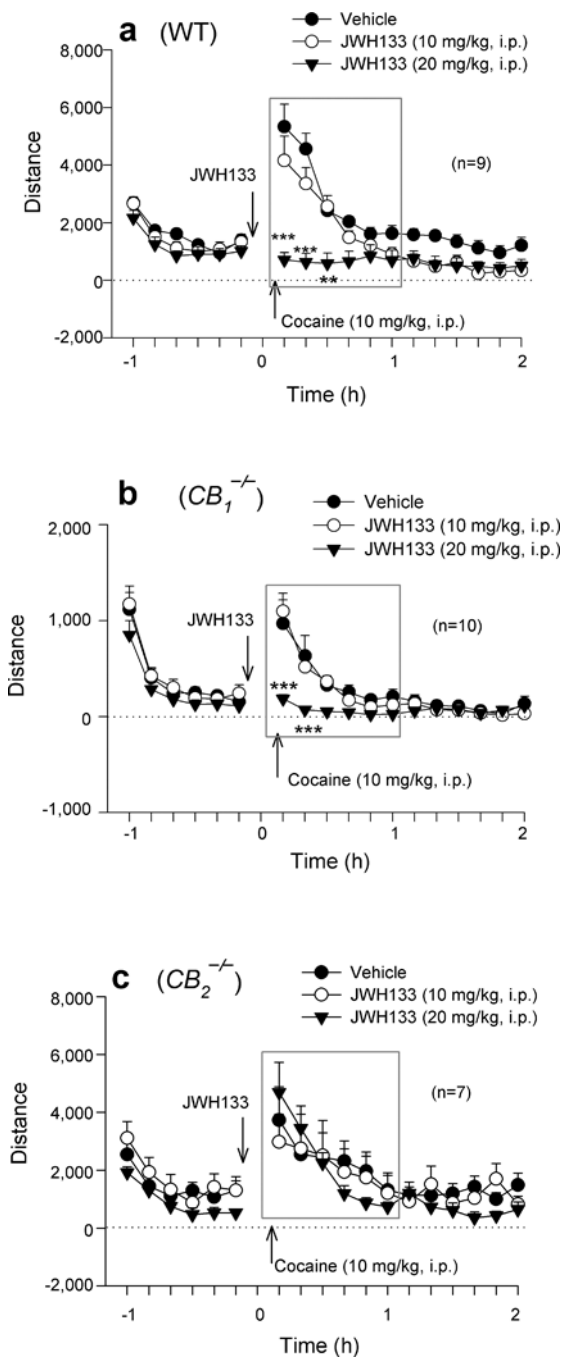 a (WT)
Vehicle
JWH133 (10 mg/kg, i.p.)
JWH133 (20 mg/kg, i.p.)
8,000
6,000
4,000
2,000
0
-2,000
Distance
JWH133
(n=9)
***
***
**
Cocaine (10 mg/kg, i.p.)
-1 0 1 2
Time (h)
b (CB₁⁻/⁻)
Vehicle
JWH133 (10 mg/kg, i.p.)
JWH133 (20 mg/kg, i.p.)
2,000
1,000
0
-1,000
Distance
JWH133
(n=10)
***
***
Cocaine (10 mg/kg, i.p.)
-1 0 1 2
Time (h)
c (CB₂⁻/⁻)
Vehicle
JWH133 (10 mg/kg, i.p.)
JWH133 (20 mg/kg, i.p.)
8,000
6,000
4,000
2,000
0
-2,000
Distance
JWH133
(n=7)
Cocaine (10 mg/kg, i.p.)
-1 0 1 2
Time (h)